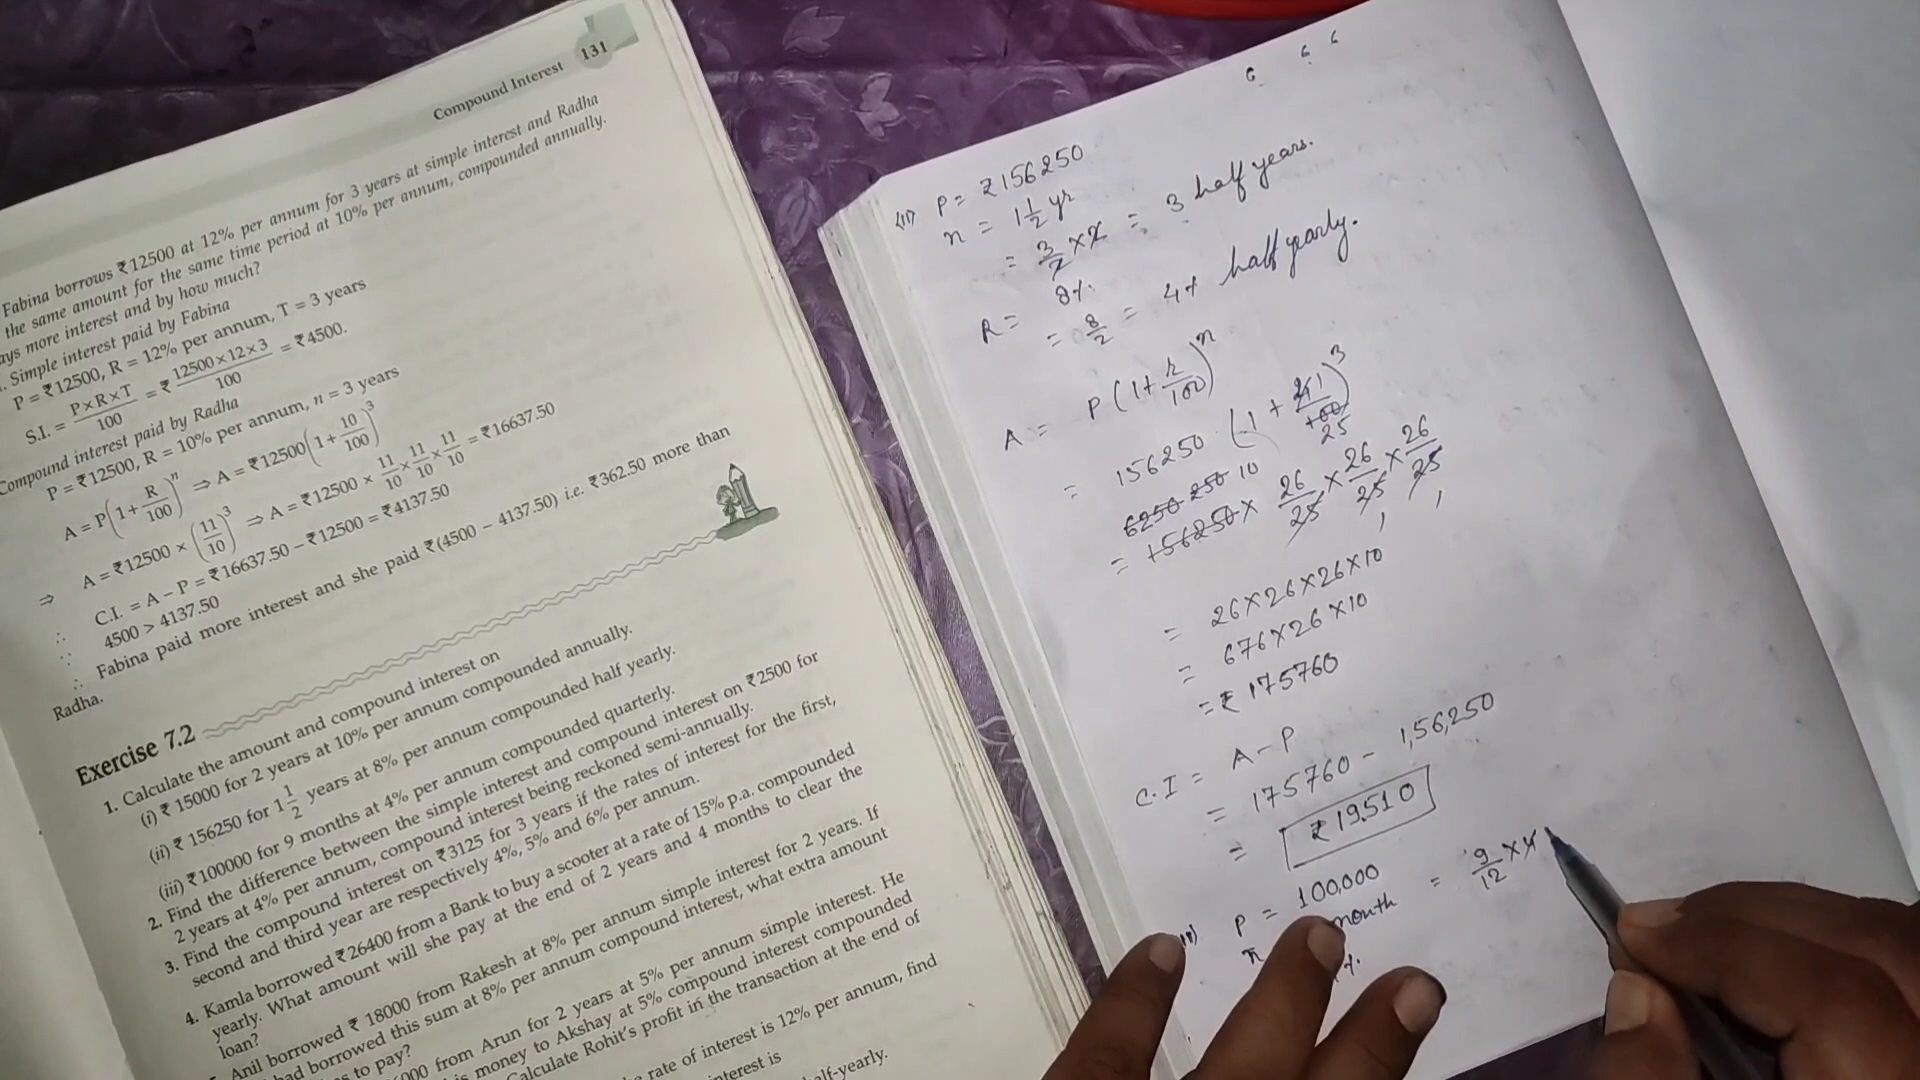 Compound Interest 131
Fabina borrows ₹12500 at 12% per annum for 3 years at simple interest and Radha
the same amount for the same time period at 10% per annum, compounded annually.
ays more interest and by how much?
Simple interest paid by Fabina
P = ₹12500, R = 12% per annum, T = 3 years
S.I. = P×R×T/100 = ₹ 12500×12×3/100 = ₹4500.
Compound interest paid by Radha
P = ₹12500, R = 10% per annum, n = 3 years
A = P(1+R/100)^n ⇒ A = ₹12500(1+10/100)^3
⇒ A = ₹12500 × (11/10)^3 ⇒ A = ₹12500 × 11/10 × 11/10 × 11/10 = ₹16637.50
∴ C.I. = A − P = ₹16637.50 − ₹12500 = ₹4137.50
∵ 4500 > 4137.50
∴ Fabina paid more interest and she paid ₹(4500 − 4137.50) i.e. ₹362.50 more than
Radha.
Exercise 7.2
1. Calculate the amount and compound interest on
(i) ₹ 15000 for 2 years at 10% per annum compounded annually.
(ii) ₹ 156250 for 1 1/2 years at 8% per annum compounded half yearly.
(iii) ₹100000 for 9 months at 4% per annum compounded quarterly.
2. Find the difference between the simple interest and compound interest on ₹2500 for
2 years at 4% per annum, compound interest being reckoned semi-annually.
3. Find the compound interest on ₹3125 for 3 years if the rates of interest for the first,
second and third year are respectively 4%, 5% and 6% per annum.
4. Kamla borrowed ₹26400 from a Bank to buy a scooter at a rate of 15% p.a. compounded
yearly. What amount will she pay at the end of 2 years and 4 months to clear the
loan?
Anil borrowed ₹ 18000 from Rakesh at 8% per annum simple interest for 2 years. If
had borrowed this sum at 8% per annum compound interest, what extra amount
to pay?
000 from Arun for 2 years at 5% per annum simple interest. He
is money to Akshay at 5% compound interest compounded
Calculate Rohit's profit in the transaction at the end of
rate of interest is 12% per annum, find
nterest is
alf-yearly.
(ii) P = ₹156250
n = 1 1/2 yr
= 3/2 × 2 = 3 half years.
R = 8%
= 8/2 = 4% half yearly.
A = P(1+r/100)^n
= 156250 (1 + 41/100 25)^3
6250 250 10
= 156250 × 26/25 × 26/25 × 26/25
1 1
= 26×26×26×10
= 676×26×10
= ₹ 175760
C.I = A-P
= 175760 - 1,56,250
= ₹19510
P = 100,000
n month = 9/12 × 4
%.